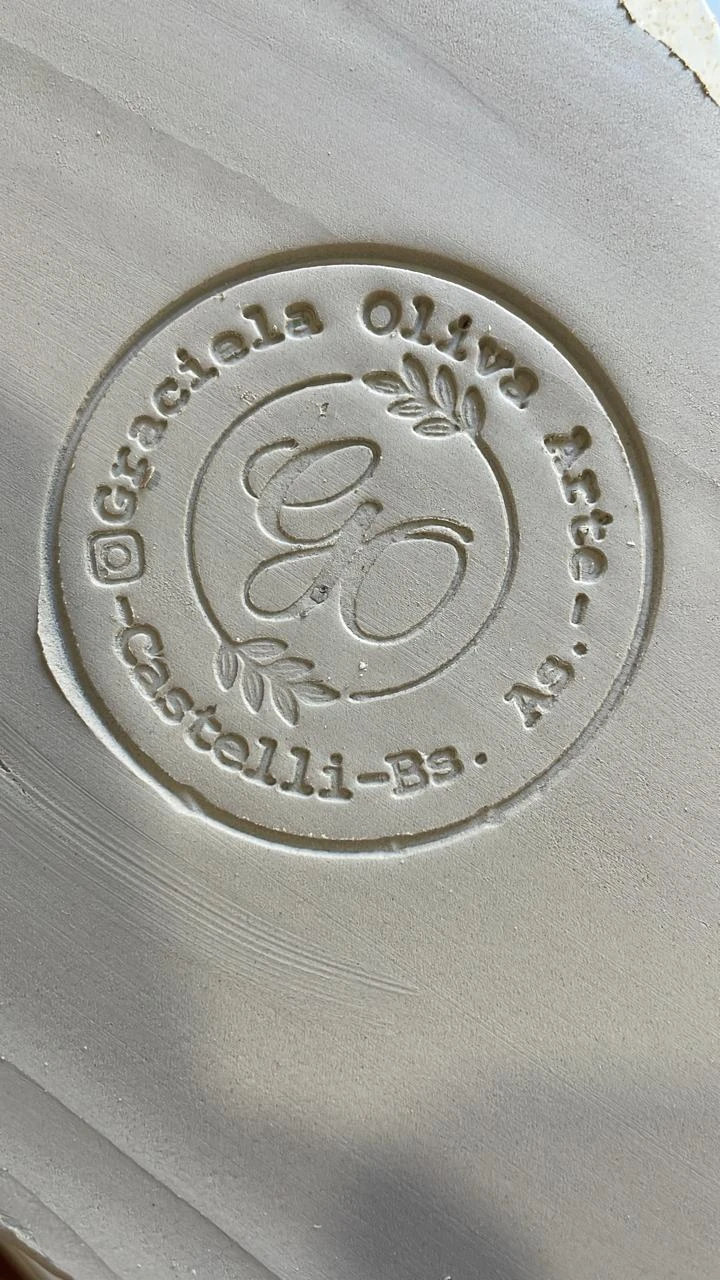 Graciela Oliva Arte-.
-Castelli-Bs. As.
GO